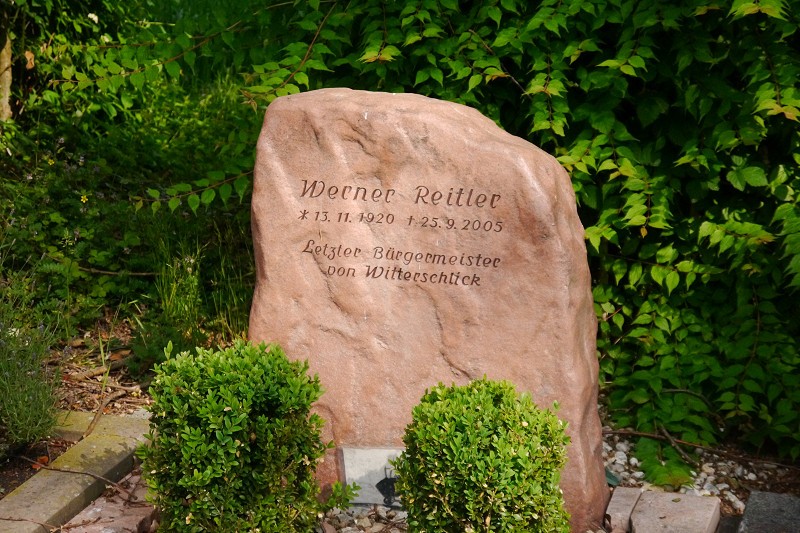 Werner Reitler
* 13. 11. 1920 † 25. 9. 2005
Letzter Bürgermeister
von Witterschlick